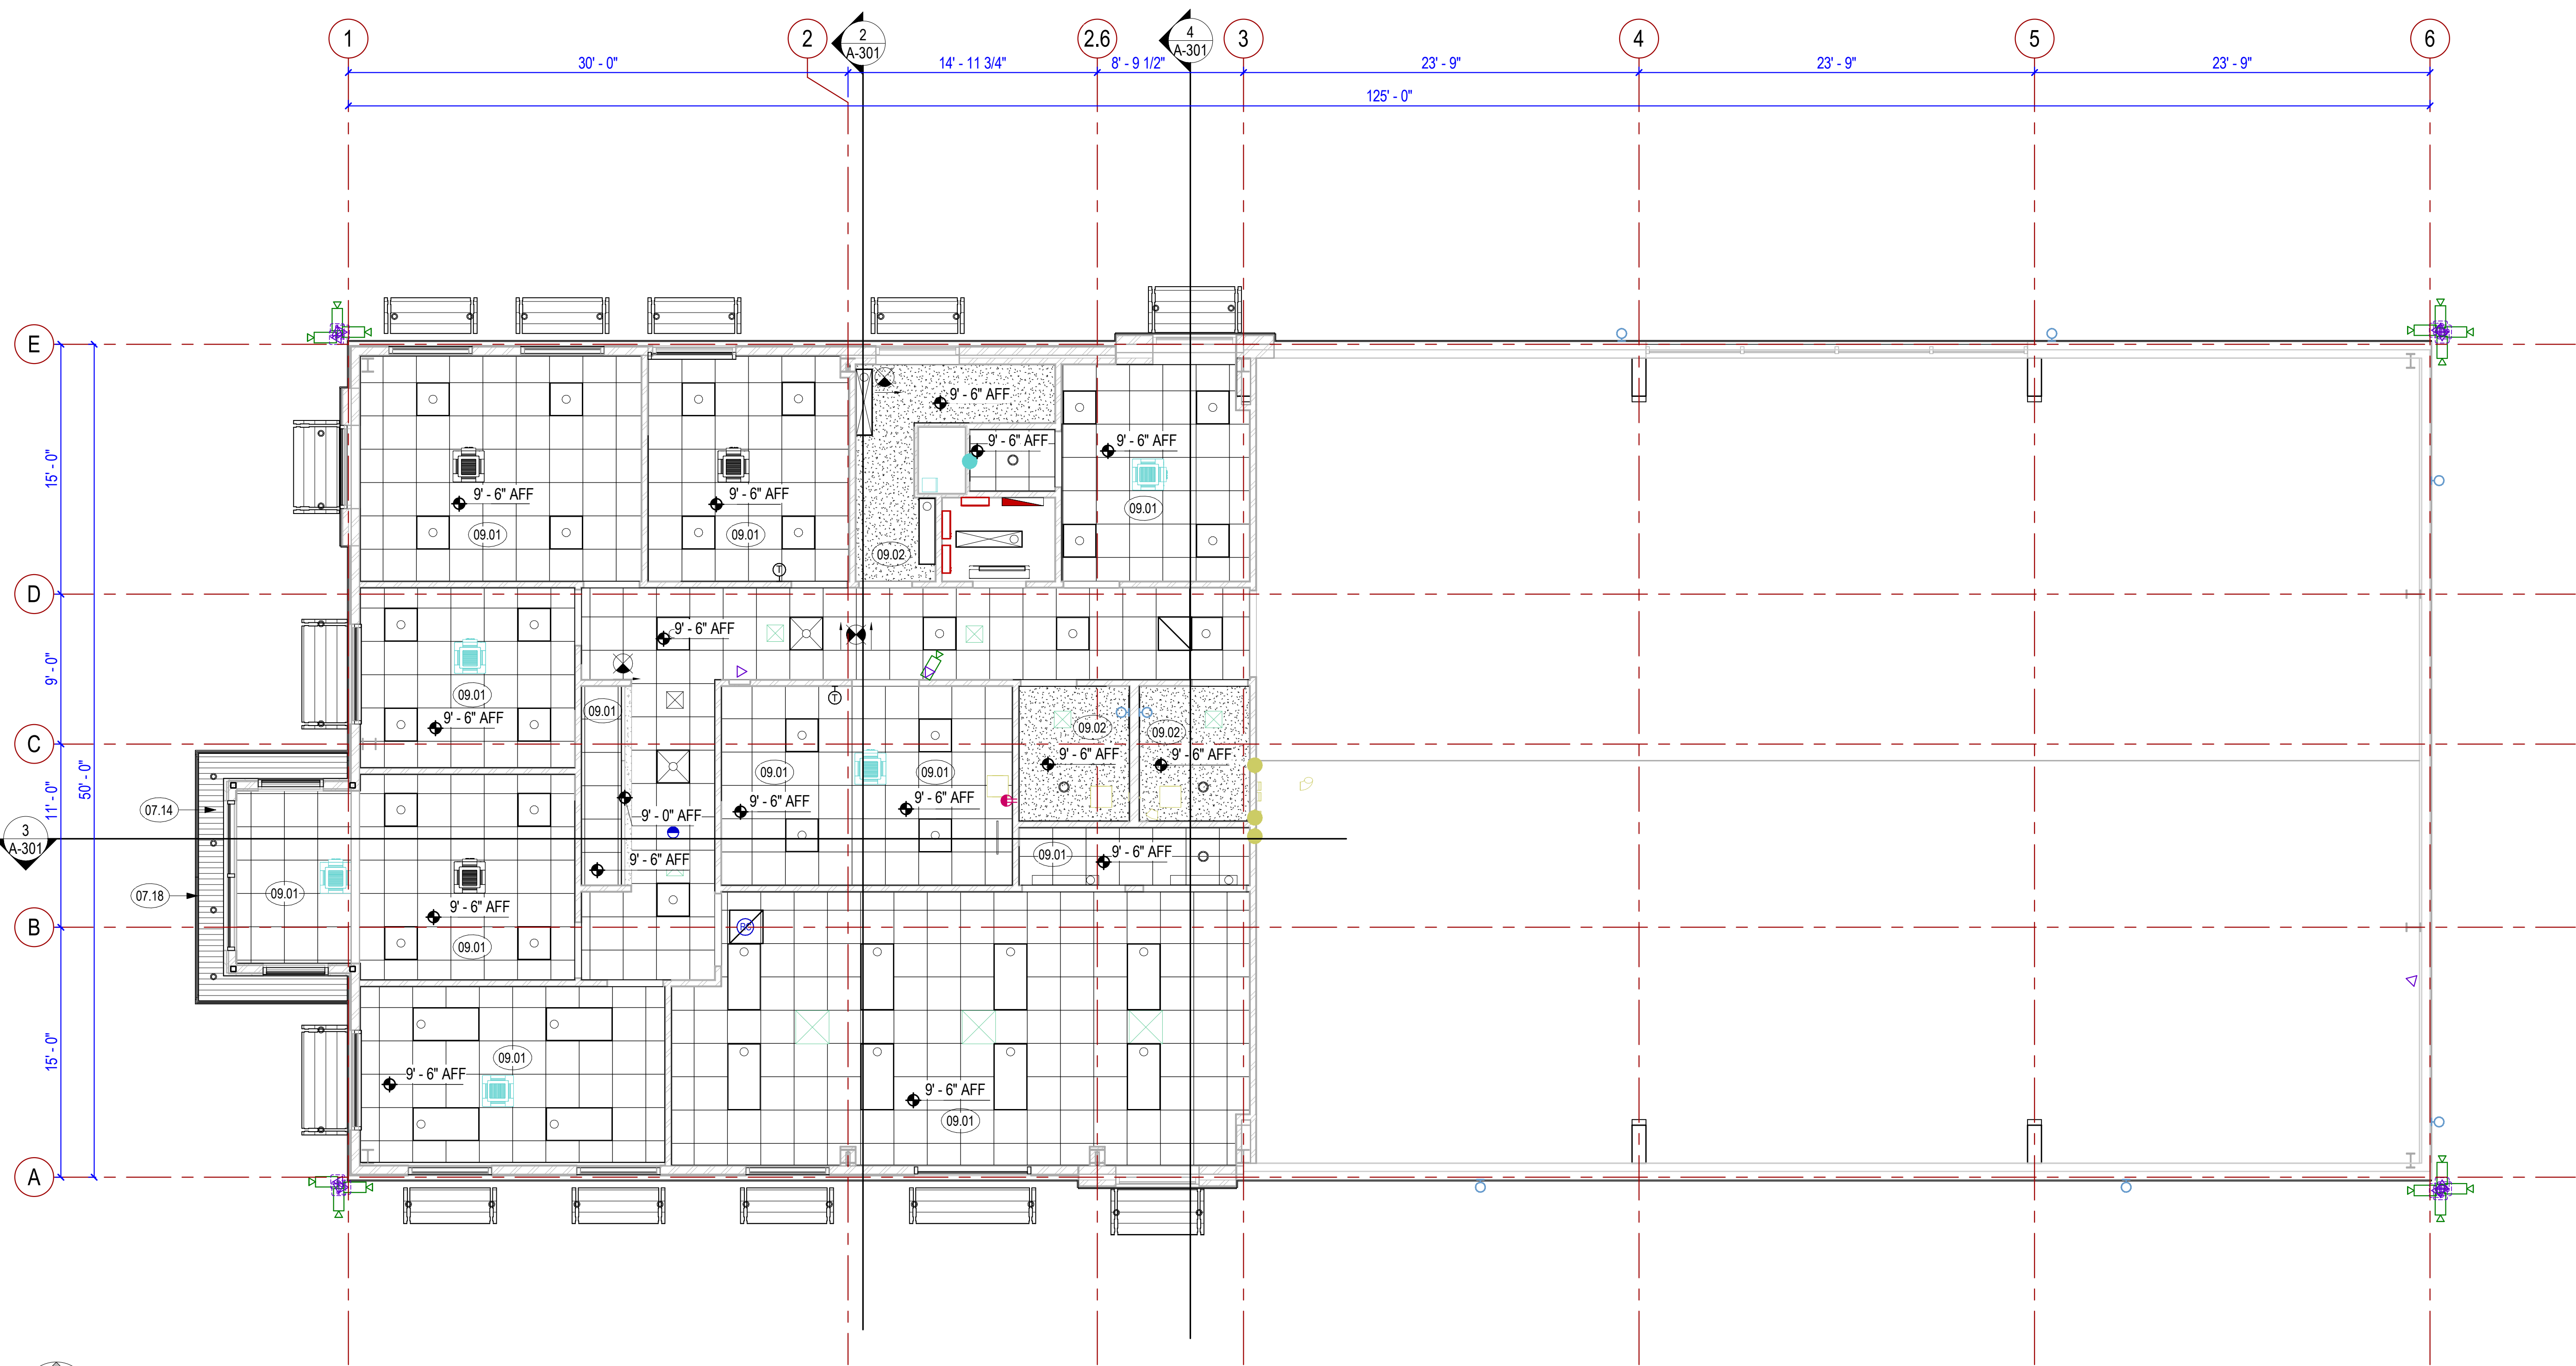 1
2
2
A-301
2.6
4
A-301
3
4
5
6
30' - 0"
14' - 11 3/4"
8' - 9 1/2"
23' - 9"
23' - 9"
23' - 9"
125' - 0"
E
D
C
B
A
15' - 0"
9' - 0"
11' - 0"
15' - 0"
50' - 0"
3
A-301
07.14
07.18
9' - 6" AFF
9' - 6" AFF
9' - 6" AFF
9' - 6" AFF
9' - 6" AFF
09.01
09.01
09.01
09.02
T
9' - 6" AFF
09.01
09.01
9' - 6" AFF
T
09.02
09.02
9' - 6" AFF
9' - 6" AFF
09.01
09.01
9' - 6" AFF
9' - 6" AFF
9' - 0" AFF
9' - 6" AFF
09.01
9' - 6" AFF
09.01
9' - 6" AFF
09.01
RG
09.01
9' - 6" AFF
9' - 6" AFF
09.01